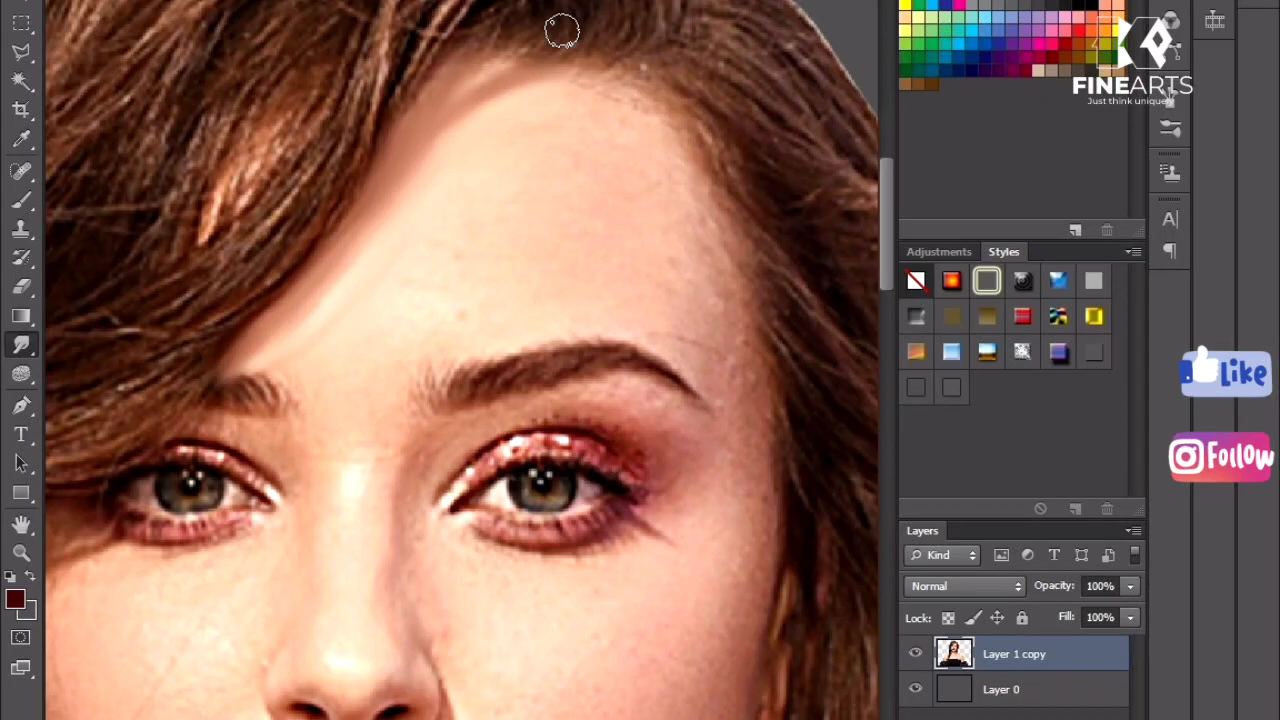 FINEARTS
Just think uniquely
Adjustments
Styles
Like
Follow
Layers
Kind
Normal
Opacity:
100%
Lock:
Fill:
100%
Layer 1 copy
Layer 0
T
A